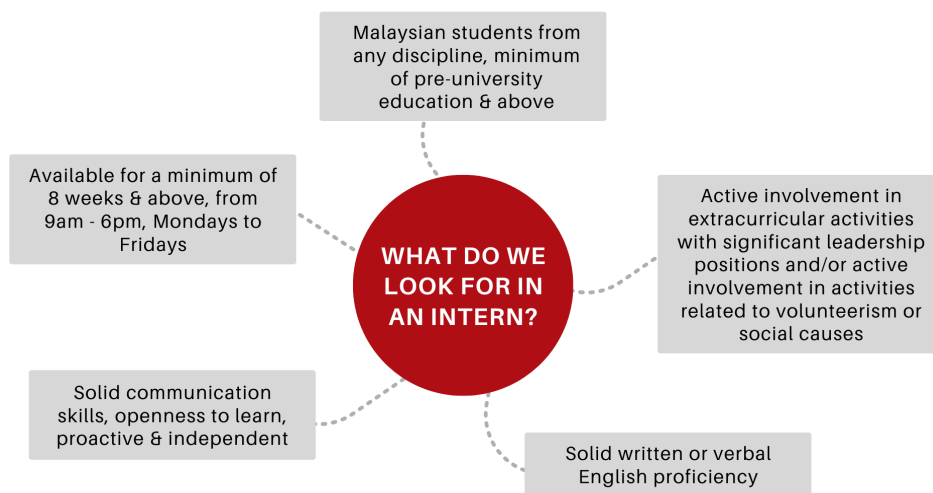 Malaysian students from
any discipline, minimum
of pre-university
education & above
Available for a minimum of
8 weeks & above, from
9am - 6pm, Mondays to
Fridays
WHAT DO WE
LOOK FOR IN
AN INTERN?
Active involvement in
extracurricular activities
with significant leadership
positions and/or active
involvement in activities
related to volunteerism or
social causes
Solid communication
skills, openness to learn,
proactive & independent
Solid written or verbal
English proficiency